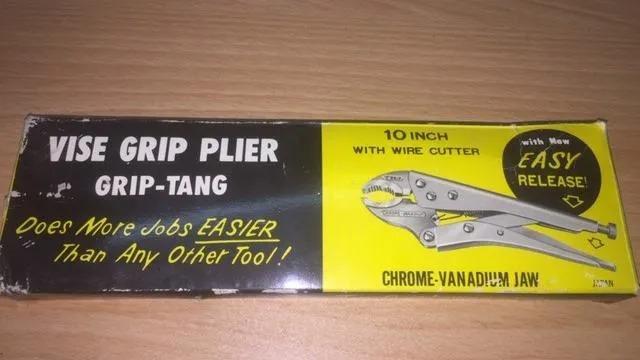 VISE GRIP PLIER
GRIP-TANG
Does More Jobs EASIER
Than Any Other Tool!
10 INCH
WITH WIRE CUTTER
with New
EASY
RELEASE!
CHROME-VANADIUM JAW
JAPAN